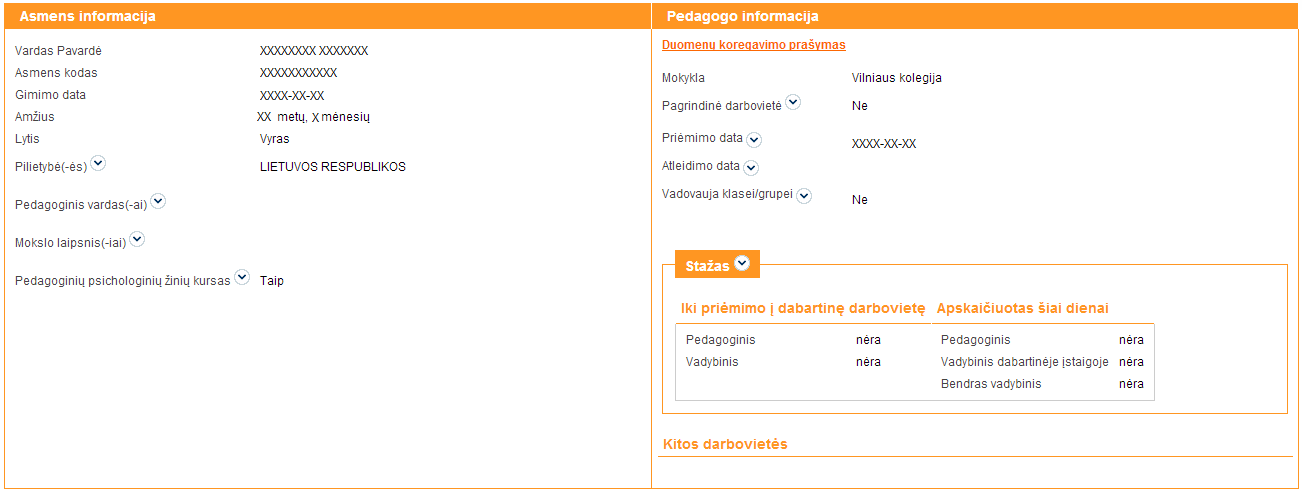 Asmens informacija
Vardas Pavardė XXXXXXXX XXXXXXX
Asmens kodas XXXXXXXXXXX
Gimimo data XXXX-XX-XX
Amžius XX metų, X mėnesių
Lytis Vyras
Pilietybė(-ės) LIETUVOS RESPUBLIKOS
Pedagoginis vardas(-ai)
Mokslo laipsnis(-iai)
Pedagoginių psichologinių žinių kursas Taip
Pedagogo informacija
Duomenų koregavimo prašymas
Mokykla Vilniaus kolegija
Pagrindinė darbovietė Ne
Priėmimo data XXXX-XX-XX
Atleidimo data
Vadovauja klasei/grupei Ne
Stažas
Iki priėmimo į dabartinę darbovietę Apskaičiuotas šiai dienai
Pedagoginis nėra Pedagoginis nėra
Vadybinis nėra Vadybinis dabartinėje įstaigoje nėra
Bendras vadybinis nėra
Kitos darbovietės